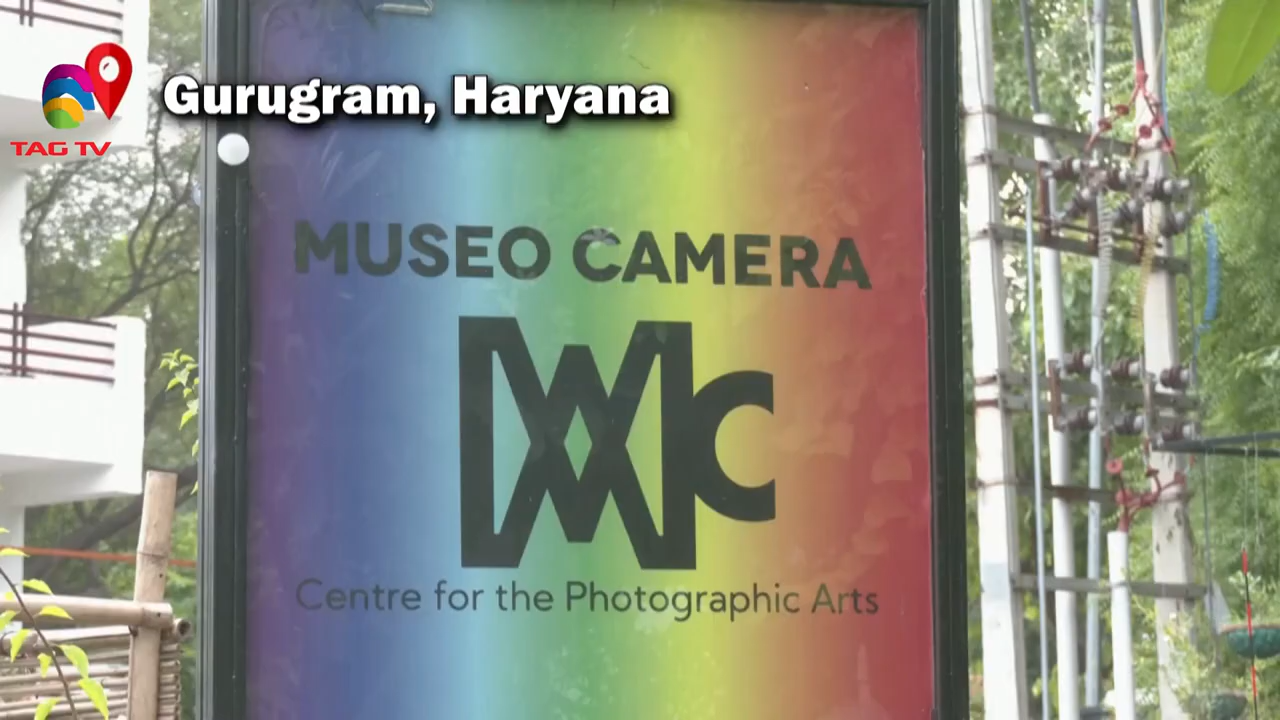 Gurugram, Haryana
TAG TV
MUSEO CAMERA
MC
Centre for the Photographic Arts